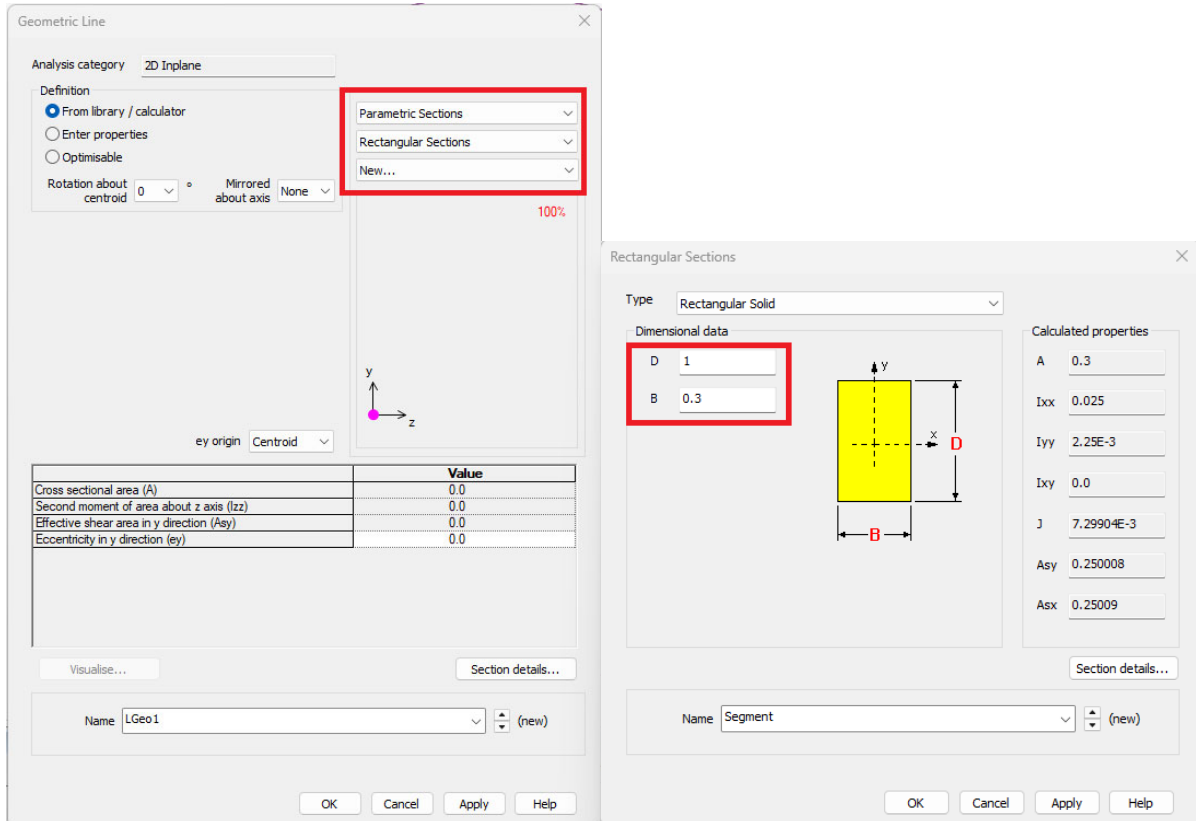 Geometric Line
Analysis category 2D Inplane
Definition
From library / calculator
Enter properties
Optimisable
Rotation about centroid 0 °
Mirrored about axis None
Parametric Sections
Rectangular Sections
New...
100%
y
z
ey origin Centroid
Value
Cross sectional area (A) 0.0
Second moment of area about z axis (Izz) 0.0
Effective shear area in y direction (Asy) 0.0
Eccentricity in y direction (ey) 0.0
Visualise...
Section details...
Name LGeo1 (new)
OK Cancel Apply Help
Rectangular Sections
Type Rectangular Solid
Dimensional data
D 1
B 0.3
y
x
D
B
Calculated properties
A 0.3
Ixx 0.025
Iyy 2.25E-3
Ixy 0.0
J 7.29904E-3
Asy 0.250008
Asx 0.25009
Section details...
Name Segment (new)
OK Cancel Apply Help